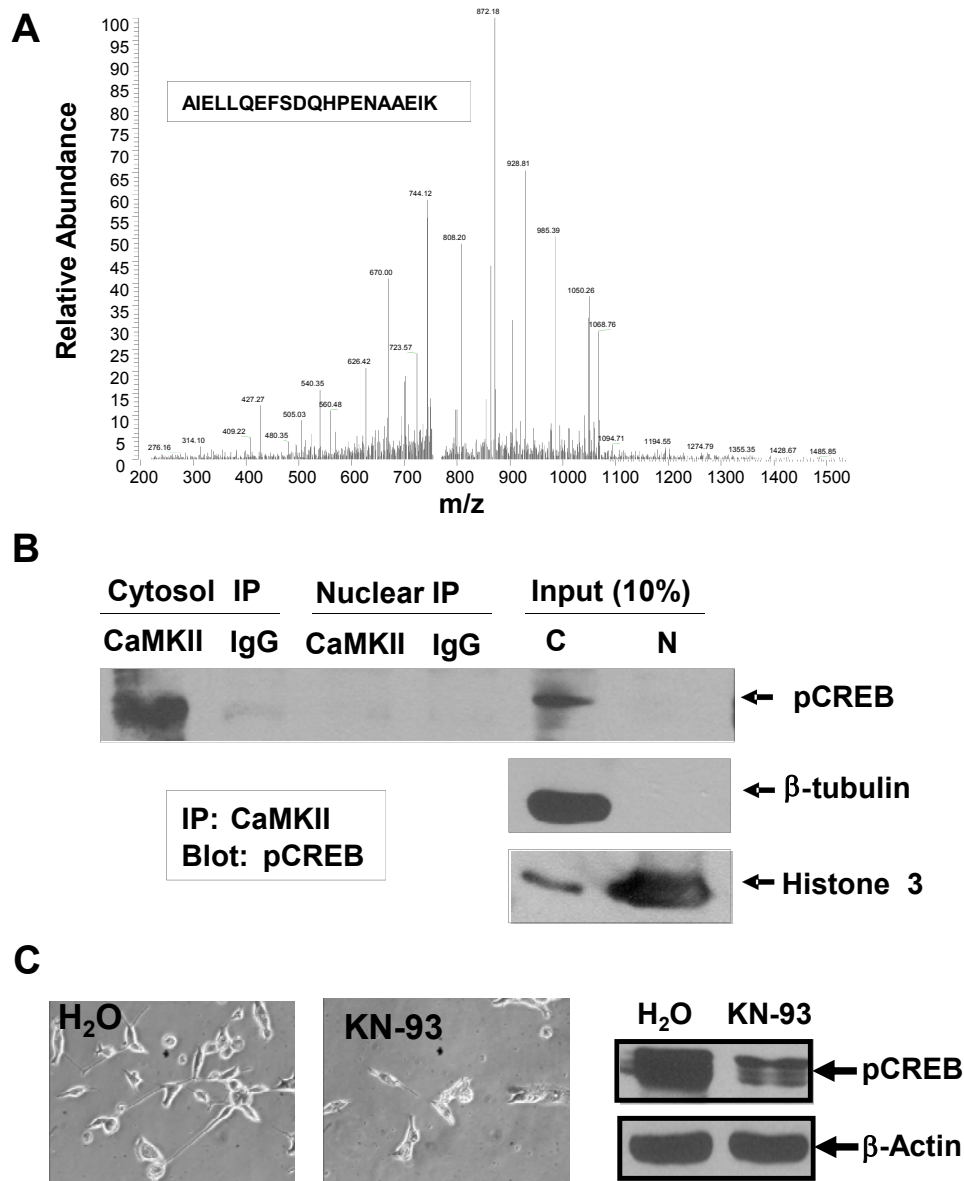 A
Relative Abundance
100
95
90
85
80
75
70
65
60
55
50
45
40
35
30
25
20
15
10
5
0
AIELLQEFSDQHPENAAEIK
872.18
928.81
744.12
808.20
985.39
670.00
1050.26
1068.76
723.57
626.42
540.35
427.27
560.48
505.03
409.22
480.35
314.10
276.16
1094.71
1194.55
1274.79
1355.35
1428.67
1485.85
200 300 400 500 600 700 800 900 1000 1100 1200 1300 1400 1500
m/z
B
Cytosol IP Nuclear IP Input (10%)
CaMKII IgG CaMKII IgG C N
pCREB
β-tubulin
IP: CaMKII
Blot: pCREB
Histone 3
C
H₂O KN-93 H₂O KN-93
pCREB
β-Actin